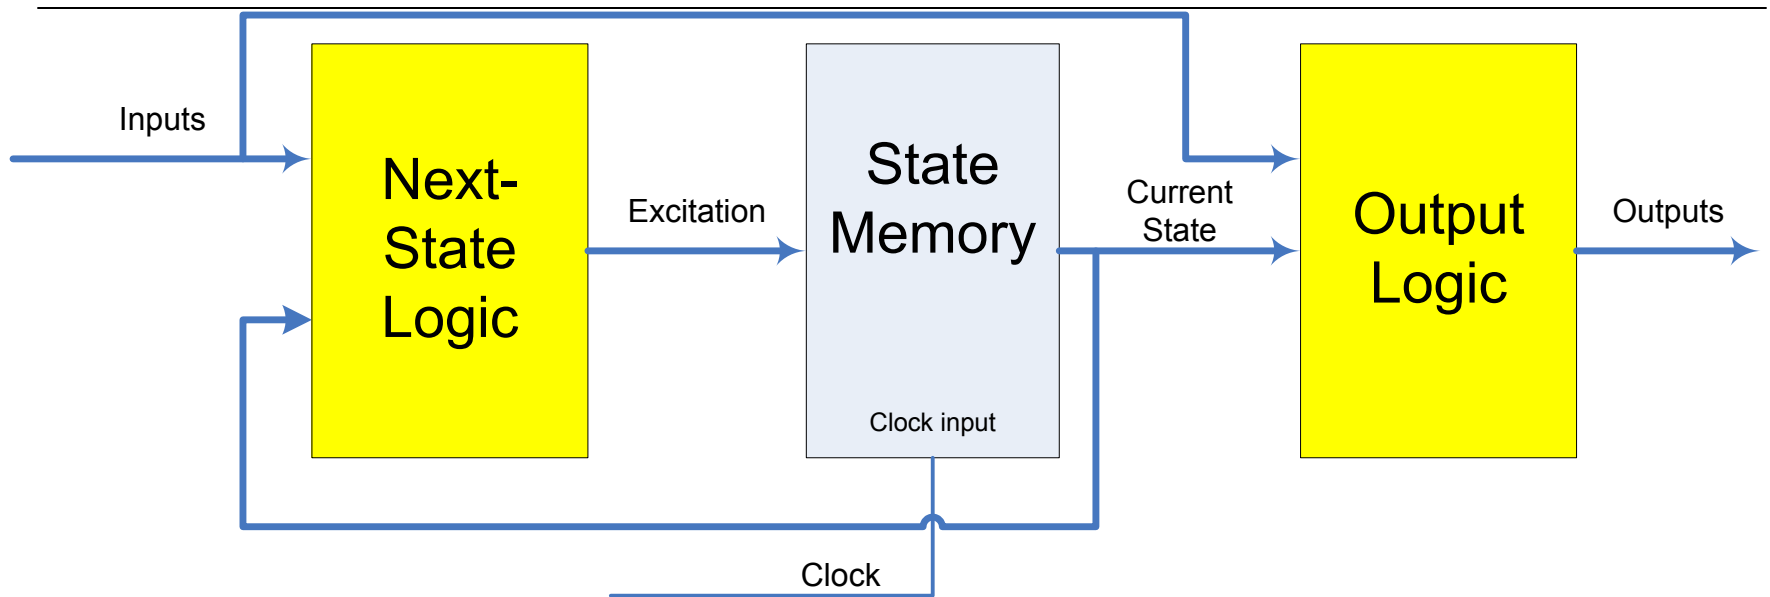 Inputs
Next-
State
Logic
Excitation
State
Memory
Clock input
Current
State
Output
Logic
Outputs
Clock